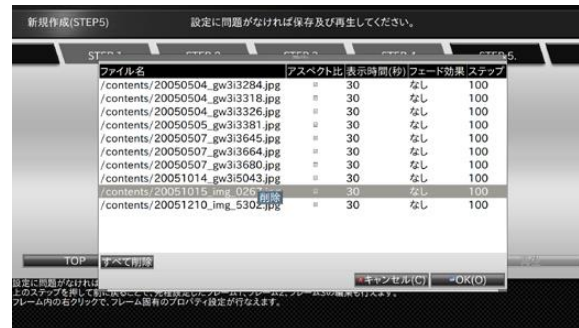 新規作成(STEP5)
設定に問題がなければ保存及び再生してください。
ファイル名 アスペクト比 表示時間(秒) フェード効果 ステップ
/contents/20050504_gw3i3284.jpg 30 なし 100
/contents/20050504_gw3i3318.jpg 30 なし 100
/contents/20050504_gw3i3326.jpg 30 なし 100
/contents/20050505_gw3i3381.jpg 30 なし 100
/contents/20050507_gw3i3645.jpg 30 なし 100
/contents/20050507_gw3i3664.jpg 30 なし 100
/contents/20050507_gw3i3680.jpg 30 なし 100
/contents/20051014_gw3i5043.jpg 30 なし 100
/contents/20051015_img_0267 30 なし 100
削除
/contents/20051210_img_5302.jpg 30 なし 100
TOP
すべて削除
キャンセル(C)
OK(O)
設定に問題がなければ
フレーム内の右クリックで、フレーム固有のプロパティ設定が行なえます。